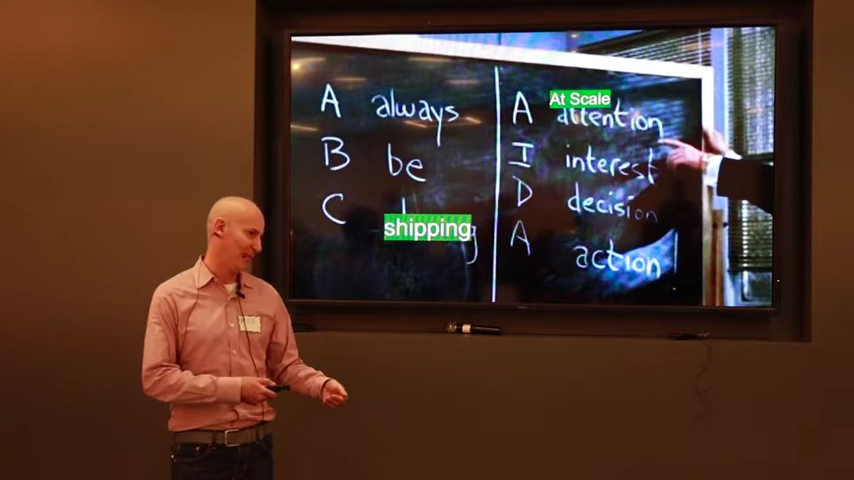 A always
B be
C shipping
A At Scale
attention
I interest
D decision
A action